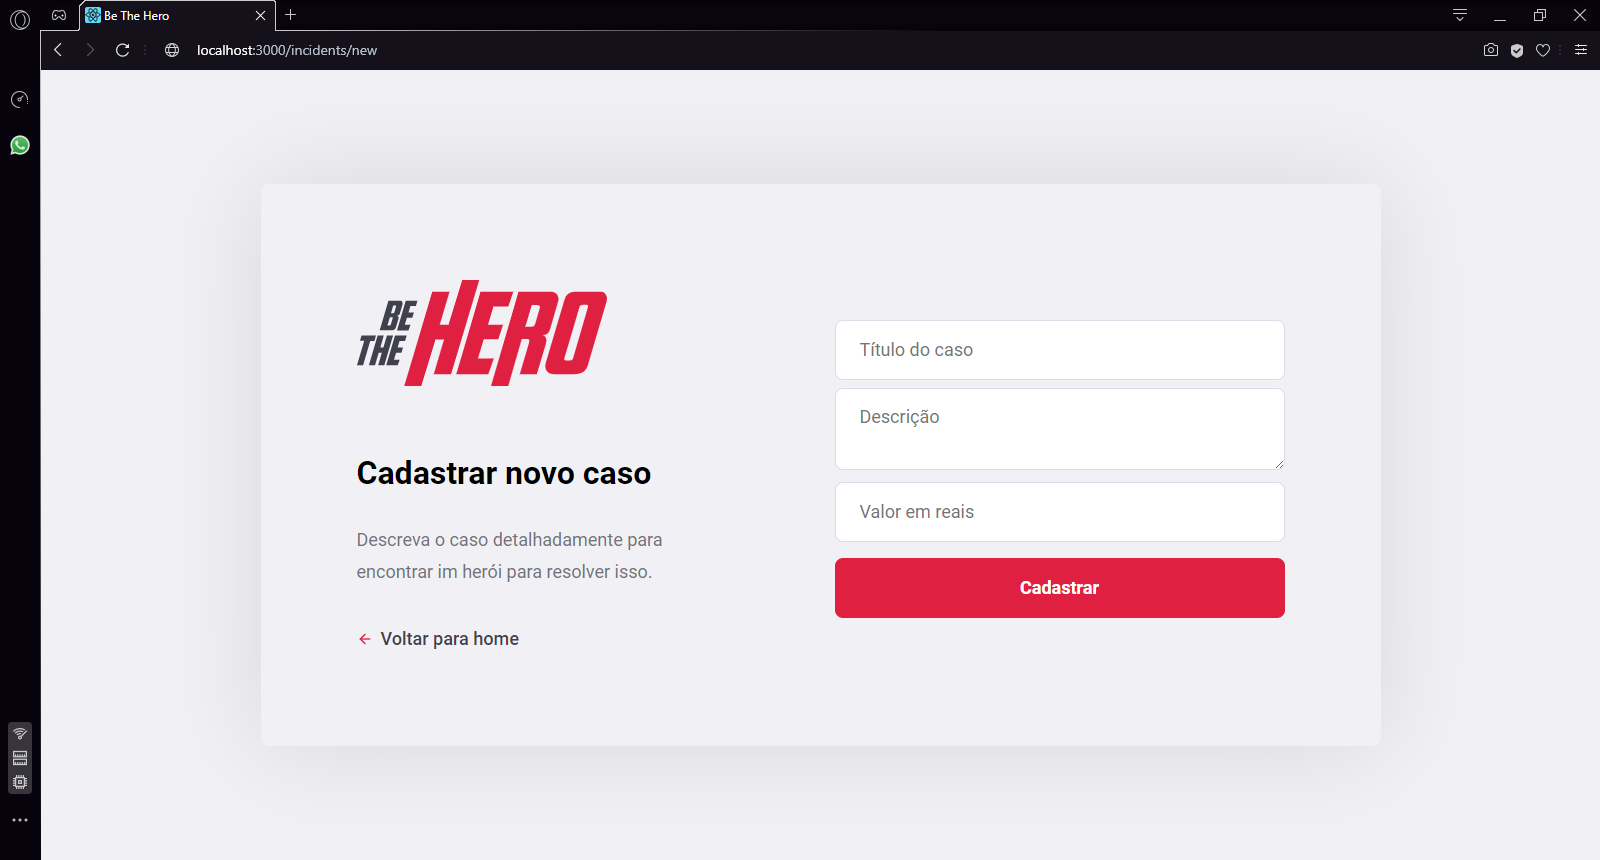 Be The Hero
localhost:3000/incidents/new
BE
THE
HERO
Cadastrar novo caso
Descreva o caso detalhadamente para
encontrar im herói para resolver isso.
Voltar para home
Título do caso
Descrição
Valor em reais
Cadastrar